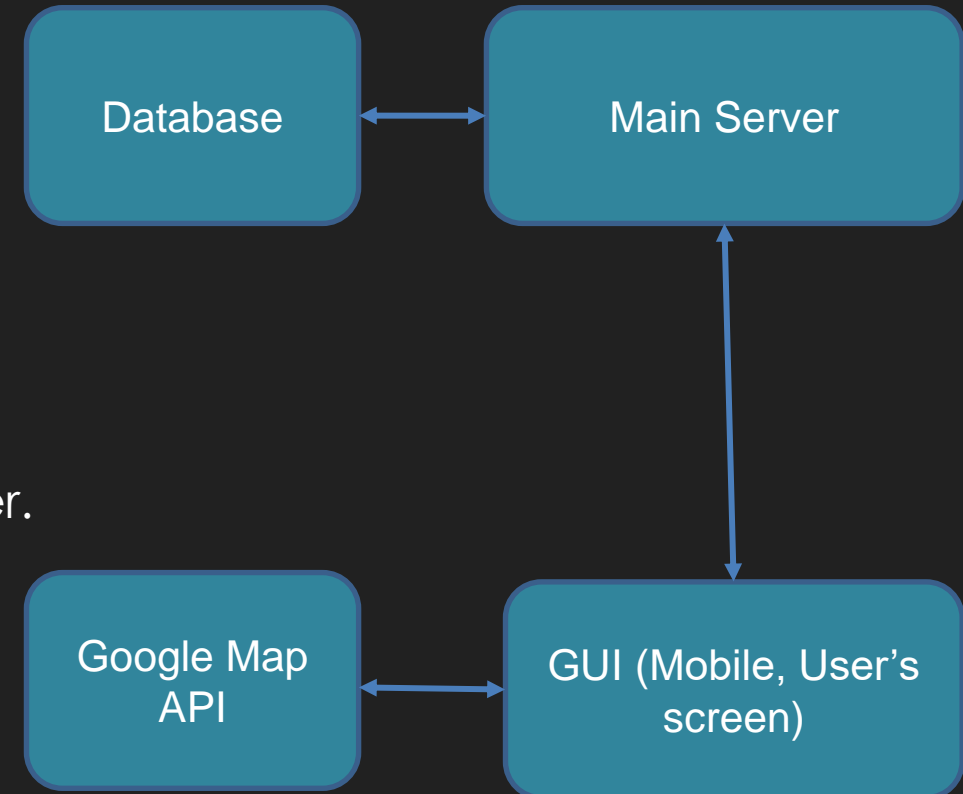 Database
Main Server
er.
Google Map
API
GUI (Mobile, User’s
screen)